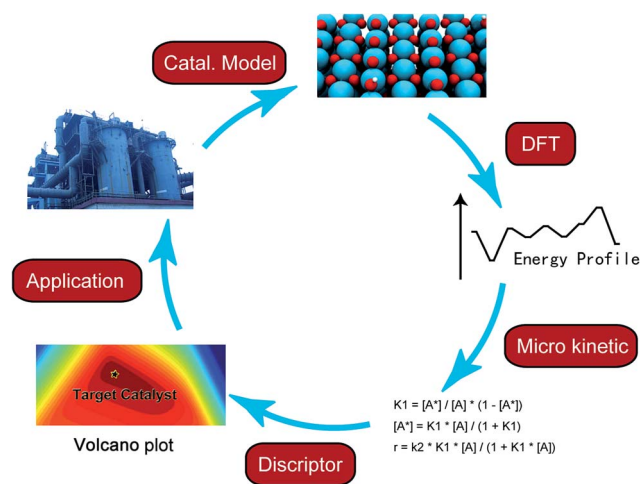 Catal. Model
DFT
Energy Profile
Application
Micro kinetic
Target Catalyst
K1 = [A*] / [A] * (1 - [A*])
[A*] = K1 * [A] / (1 + K1)
r = k2 * K1 * [A] / (1 + K1 * [A])
Volcano plot
Discriptor